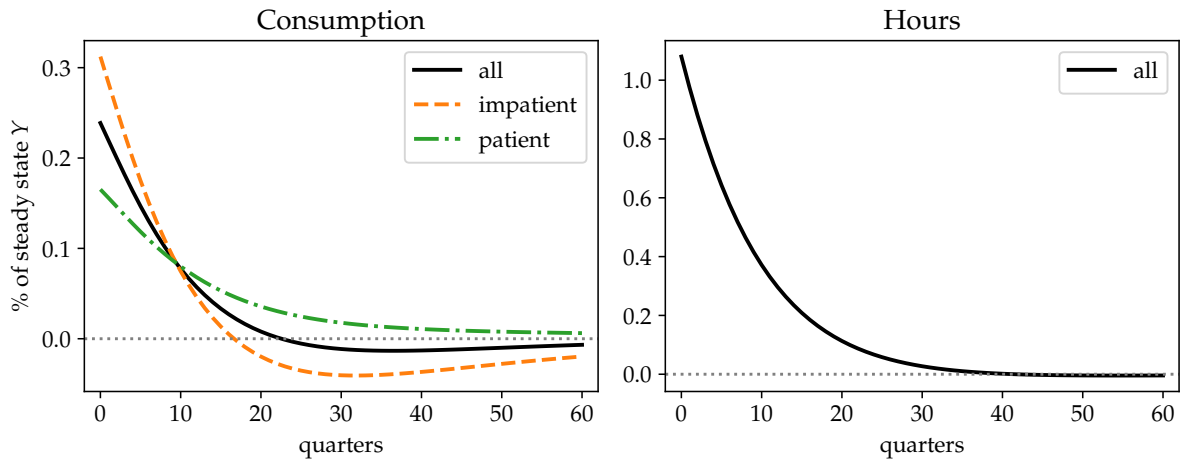 Consumption
% of steady state Y
0.3
0.2
0.1
0.0
all
impatient
patient
0 10 20 30 40 50 60
quarters
Hours
1.0
0.8
0.6
0.4
0.2
0.0
all
0 10 20 30 40 50 60
quarters